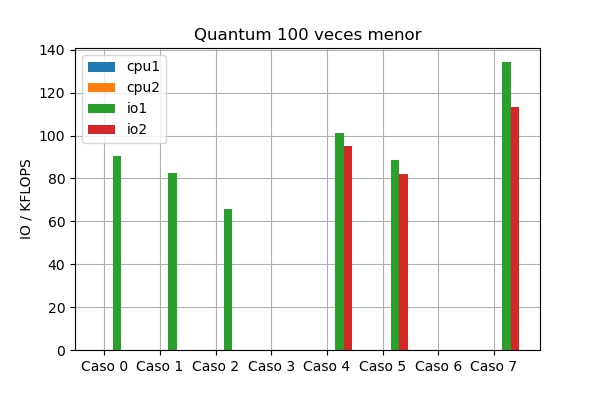 Quantum 100 veces menor
cpu1
cpu2
io1
io2
IO / KFLOPS
140
120
100
80
60
40
20
0
Caso 0 Caso 1 Caso 2 Caso 3 Caso 4 Caso 5 Caso 6 Caso 7